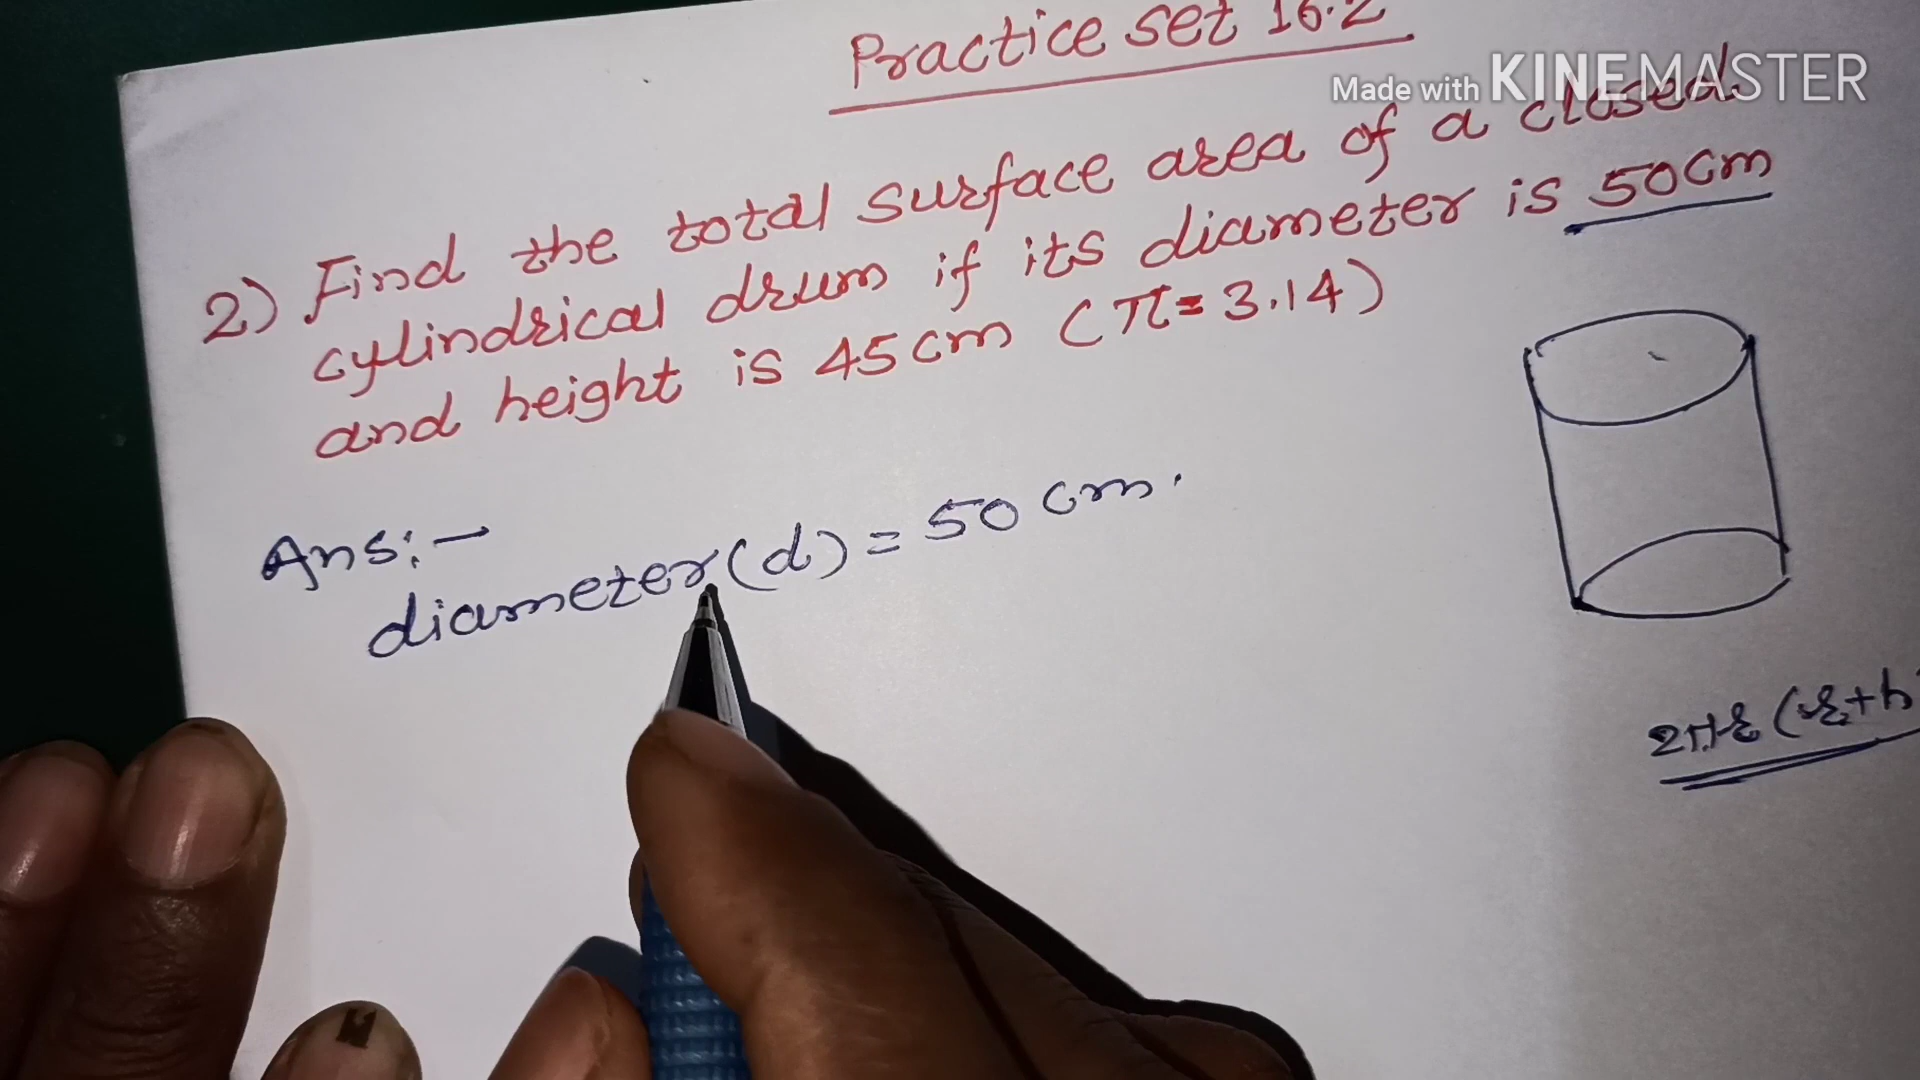 Practice set 16.2
Made with KINEMASTER
2) Find the total surface area of a closed
cylindrical drum if its diameter is 50cm
and height is 45cm (π=3.14)
Ans:-
diameter(d) = 50 cm.
2πr(r+h)